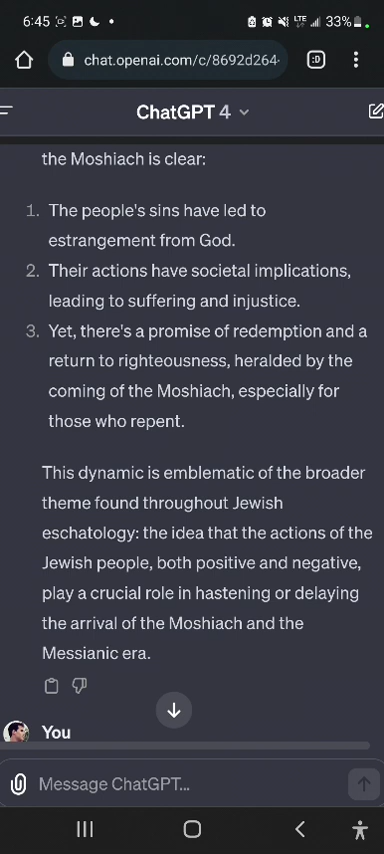 6:45
LTE
33%
chat.openai.com/c/8692d264-
:D
ChatGPT 4
the Moshiach is clear:
1. The people's sins have led to
estrangement from God.
2. Their actions have societal implications,
leading to suffering and injustice.
3. Yet, there's a promise of redemption and a
return to righteousness, heralded by the
coming of the Moshiach, especially for
those who repent.
This dynamic is emblematic of the broader
theme found throughout Jewish
eschatology: the idea that the actions of the
Jewish people, both positive and negative,
play a crucial role in hastening or delaying
the arrival of the Moshiach and the
Messianic era.
You
Message ChatGPT...